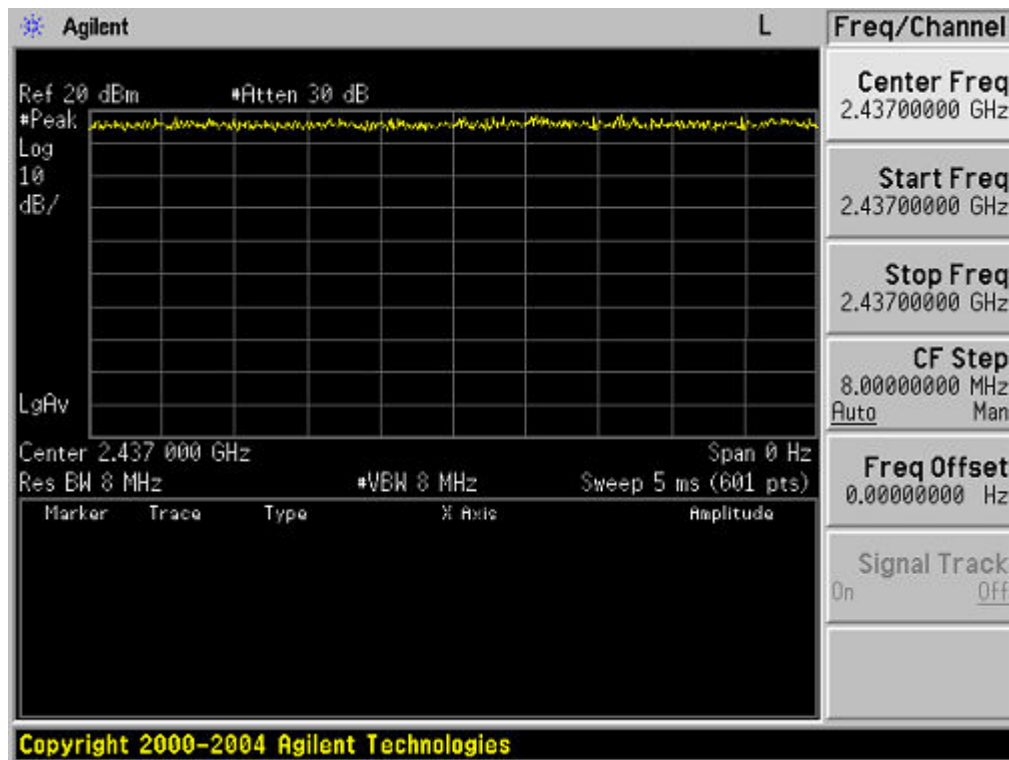 Agilent L Freq/Channel
Ref 20 dBm #Atten 30 dB
#Peak
Log
10
dB/
LgAv
Center 2.437 000 GHz Span 0 Hz
Res BW 8 MHz #VBW 8 MHz Sweep 5 ms (601 pts)
Marker Trace Type X Axis Amplitude
Copyright 2000-2004 Agilent Technologies
Center Freq
2.43700000 GHz
Start Freq
2.43700000 GHz
Stop Freq
2.43700000 GHz
CF Step
8.00000000 MHz
Auto Man
Freq Offset
0.00000000 Hz
Signal Track
On Off